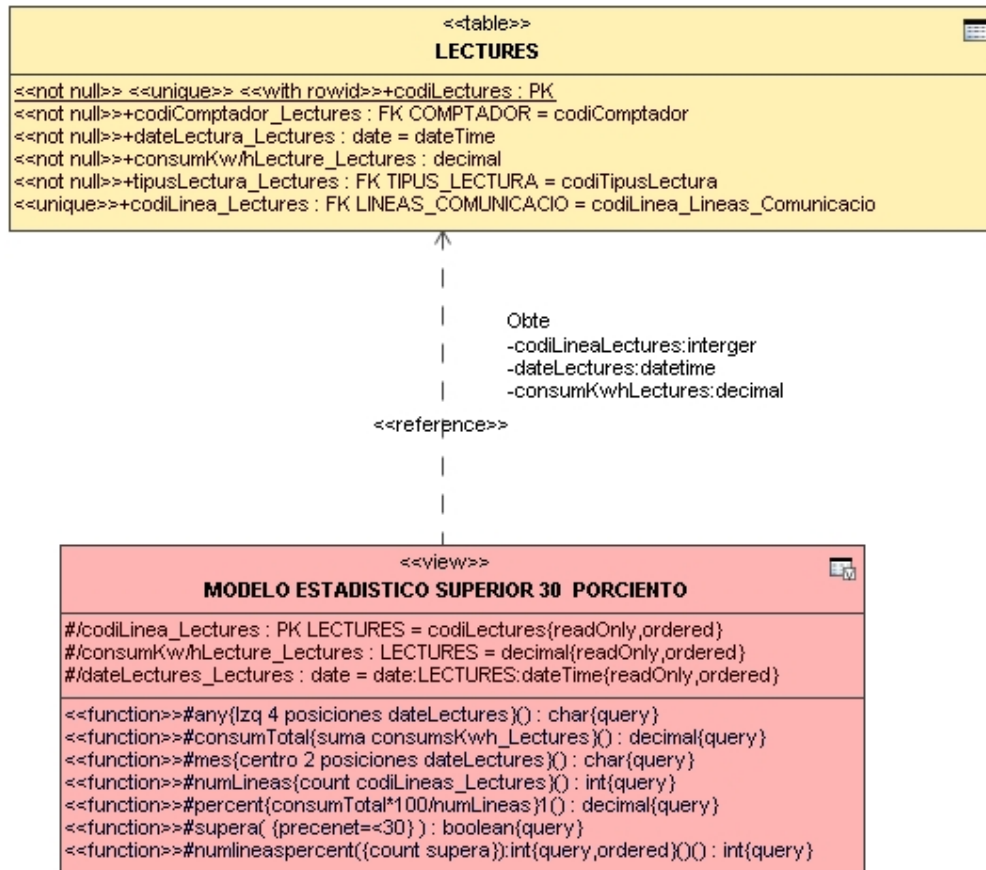 <<table>>
LECTURES
<<not null>> <<unique>> <<with rowid>>+codiLectures : PK
<<not null>>+codiComptador_Lectures : FK COMPTADOR = codiComptador
<<not null>>+dateLectura_Lectures : date = dateTime
<<not null>>+consumKw/hLecture_Lectures : decimal
<<not null>>+tipusLectura_Lectures : FK TIPUS_LECTURA = codiTipusLectura
<<unique>>+codiLinea_Lectures : FK LINEAS_COMUNICACIO = codiLinea_Lineas_Comunicacio
Obte
-codiLineaLectures:interger
-dateLectures:datetime
-consumKwhLectures:decimal
<<reference>>
<<view>>
MODELO ESTADISTICO SUPERIOR 30 PORCIENTO
#/codiLinea_Lectures : PK LECTURES = codiLectures{readOnly,ordered}
#/consumKw/hLecture_Lectures : LECTURES = decimal{readOnly,ordered}
#/dateLectures_Lectures : date = date:LECTURES:dateTime{readOnly,ordered}
<<function>>#any{Izq 4 posiciones dateLectures}() : char{query}
<<function>>#consumTotal{suma consumsKwh_Lectures}() : decimal{query}
<<function>>#mes{centro 2 posiciones dateLectures}() : char{query}
<<function>>#numLineas{count codiLineas_Lectures}() : int{query}
<<function>>#percent{consumTotal*100/numLineas}1() : decimal{query}
<<function>>#supera( {precenet=<30} ) : boolean{query}
<<function>>#numlineaspercent({count supera}):int{query,ordered}()() : int{query}